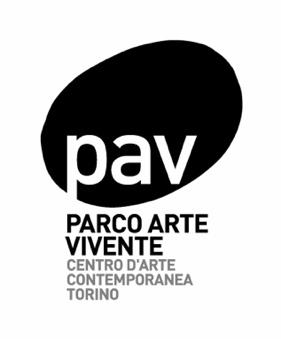 pav
PARCO ARTE
VIVENTE
CENTRO D'ARTE
CONTEMPORANEA
TORINO